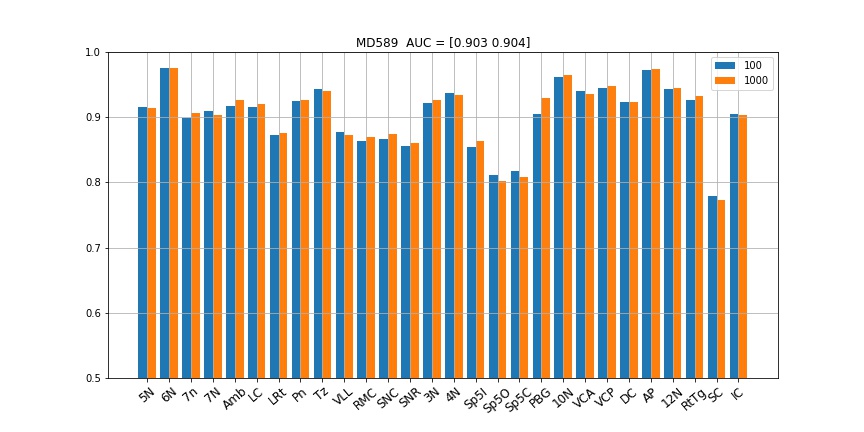 MD589 AUC = [0.903 0.904]
1.0
0.9
0.8
0.7
0.6
0.5
100
1000
5N
6N
7n
7N
Amb
LC
LRt
Pn
Tz
VLL
RMC
SNC
SNR
3N
4N
Sp5I
Sp5O
Sp5C
PBG
10N
VCA
VCP
DC
AP
12N
RtTg
SC
IC